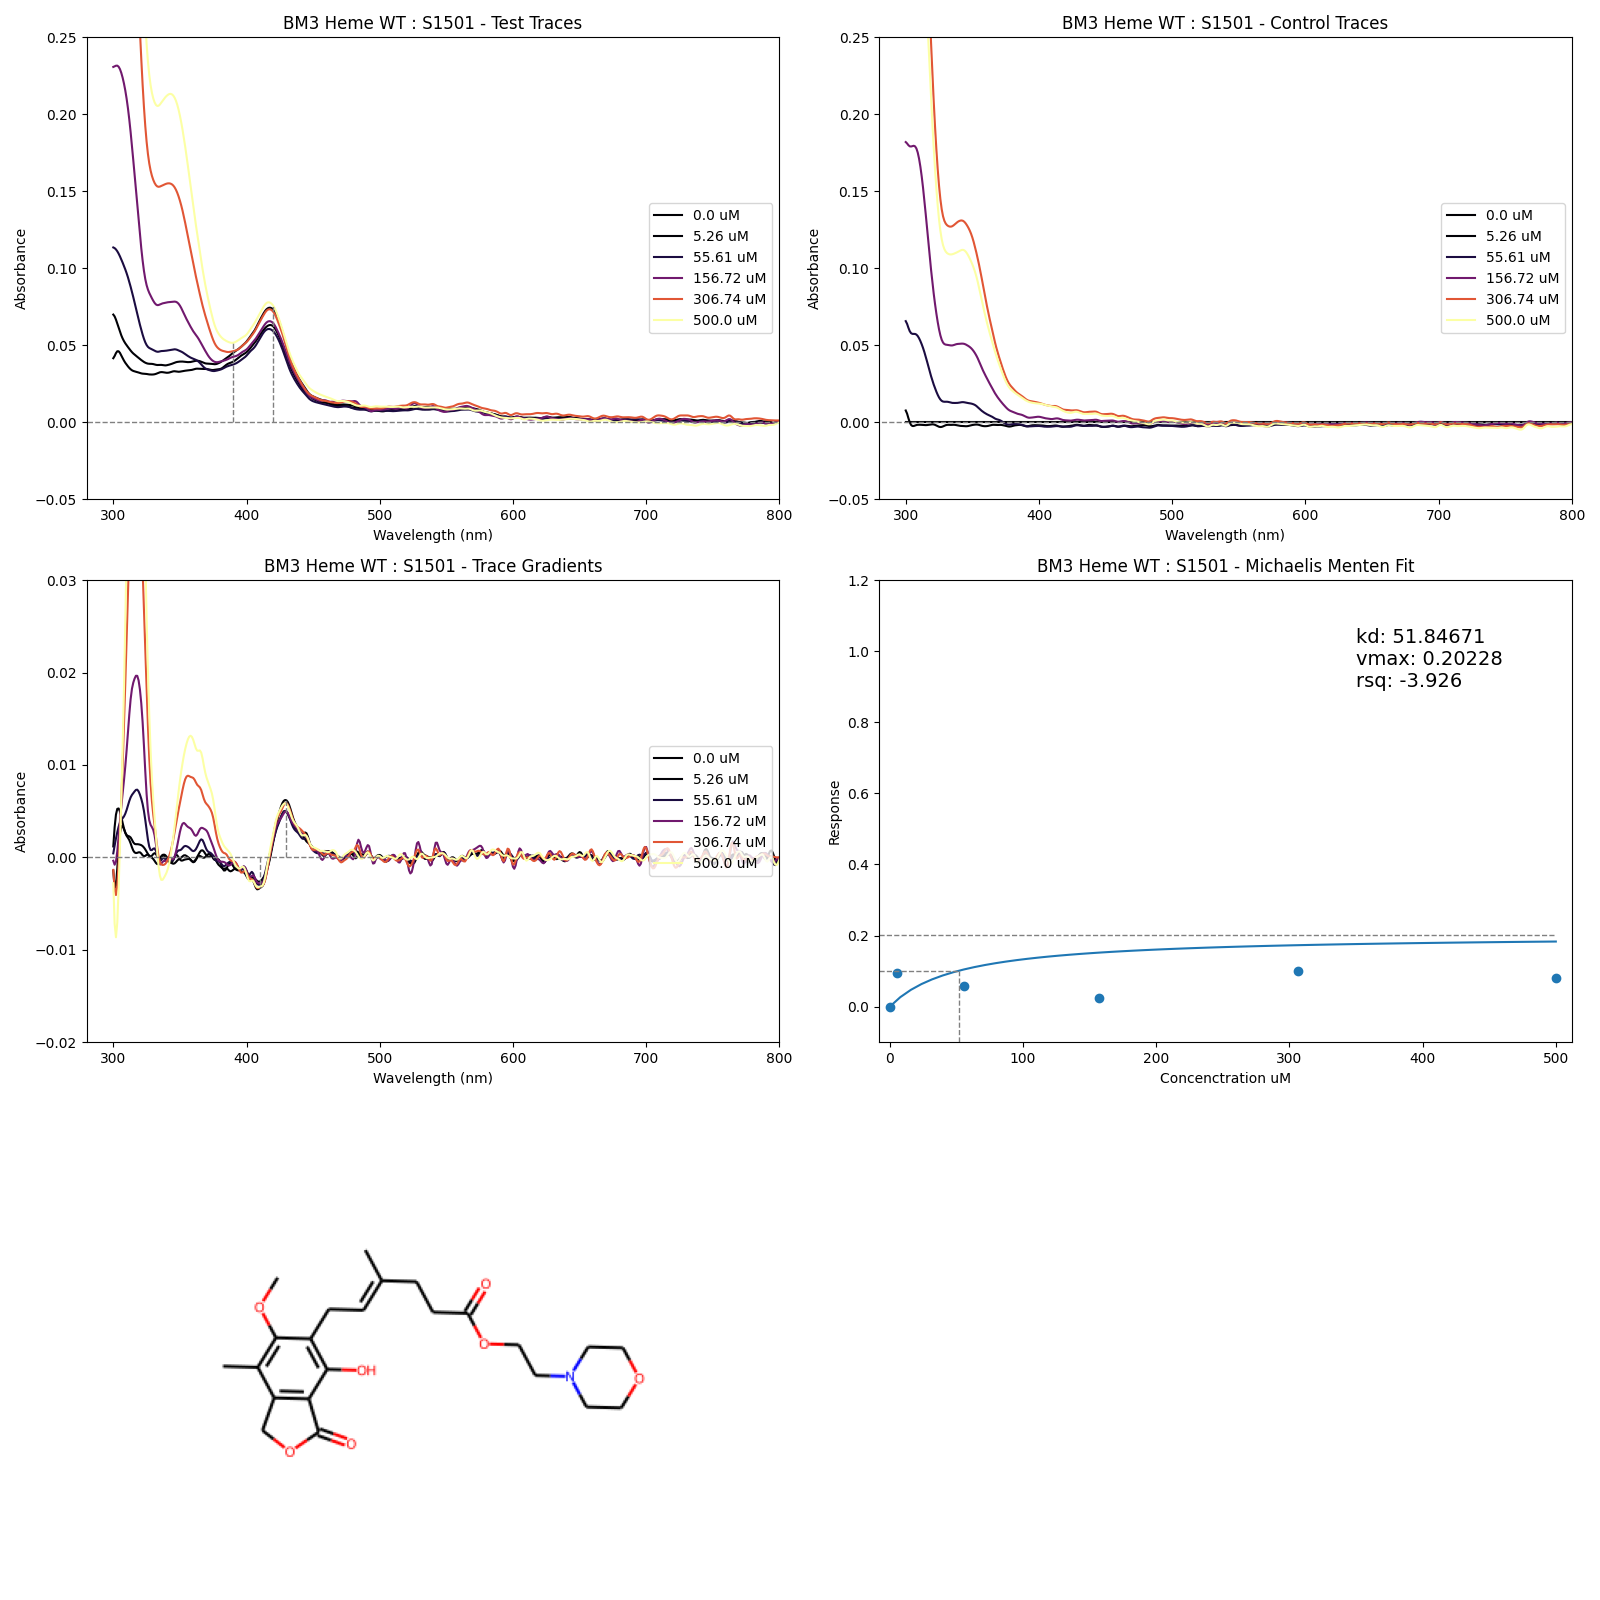 BM3 Heme WT : S1501 - Test Traces
0.25
0.20
0.15
0.10
0.05
0.00
−0.05
Absorbance
300 400 500 600 700 800
Wavelength (nm)
0.0 uM
5.26 uM
55.61 uM
156.72 uM
306.74 uM
500.0 uM
BM3 Heme WT : S1501 - Control Traces
0.25
0.20
0.15
0.10
0.05
0.00
−0.05
Absorbance
300 400 500 600 700 800
Wavelength (nm)
0.0 uM
5.26 uM
55.61 uM
156.72 uM
306.74 uM
500.0 uM
BM3 Heme WT : S1501 - Trace Gradients
0.03
0.02
0.01
0.00
−0.01
−0.02
Absorbance
300 400 500 600 700 800
Wavelength (nm)
0.0 uM
5.26 uM
55.61 uM
156.72 uM
306.74 uM
500.0 uM
BM3 Heme WT : S1501 - Michaelis Menten Fit
1.2
1.0
0.8
0.6
0.4
0.2
0.0
Response
0 100 200 300 400 500
Concenctration uM
kd: 51.84671
vmax: 0.20228
rsq: -3.926
O
O
O
OH
N
O
O
O